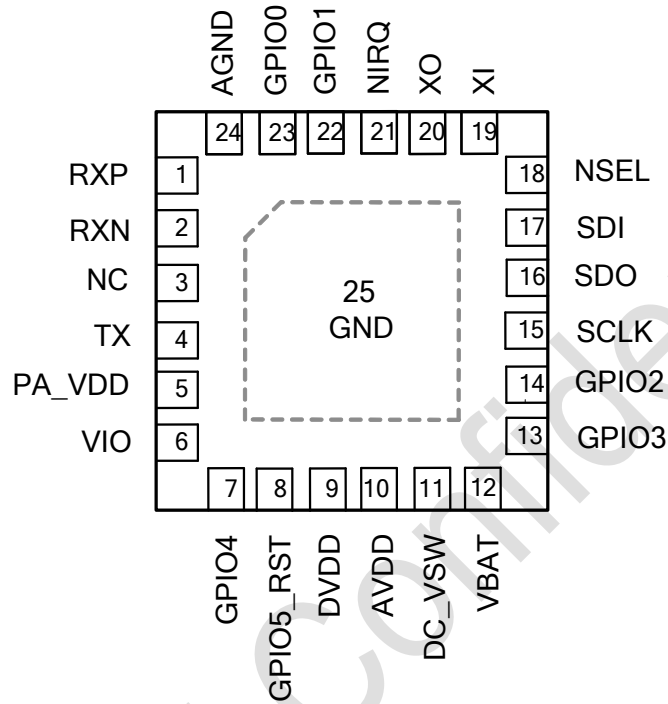 AGND GPIO0 GPIO1 NIRQ XO XI
24 23 22 21 20 19
RXP 1
RXN 2
NC 3
TX 4
PA_VDD 5
VIO 6
25
GND
18 NSEL
17 SDI
16 SDO
15 SCLK
14 GPIO2
13 GPIO3
7 8 9 10 11 12
GPIO4 GPIO5_RST DVDD AVDD DC_VSW VBAT